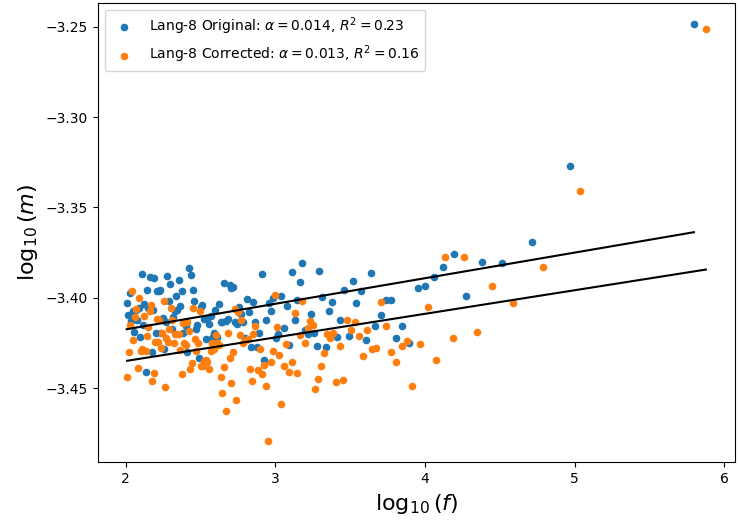 Lang-8 Original: α = 0.014, R² = 0.23
Lang-8 Corrected: α = 0.013, R² = 0.16
−3.25
−3.30
−3.35
−3.40
−3.45
log₁₀(m)
2 3 4 5 6
log₁₀(f)